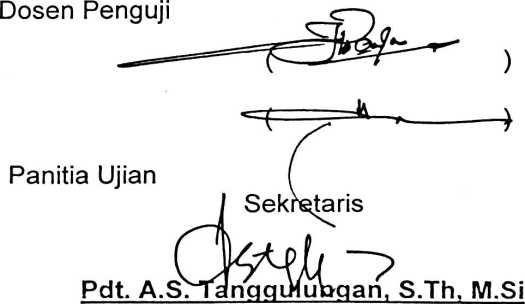 Dosen Penguji
( )
( )
Panitia Ujian
Sekretaris
Pdt. A.S. Tanggulungan, S.Th, M.Si